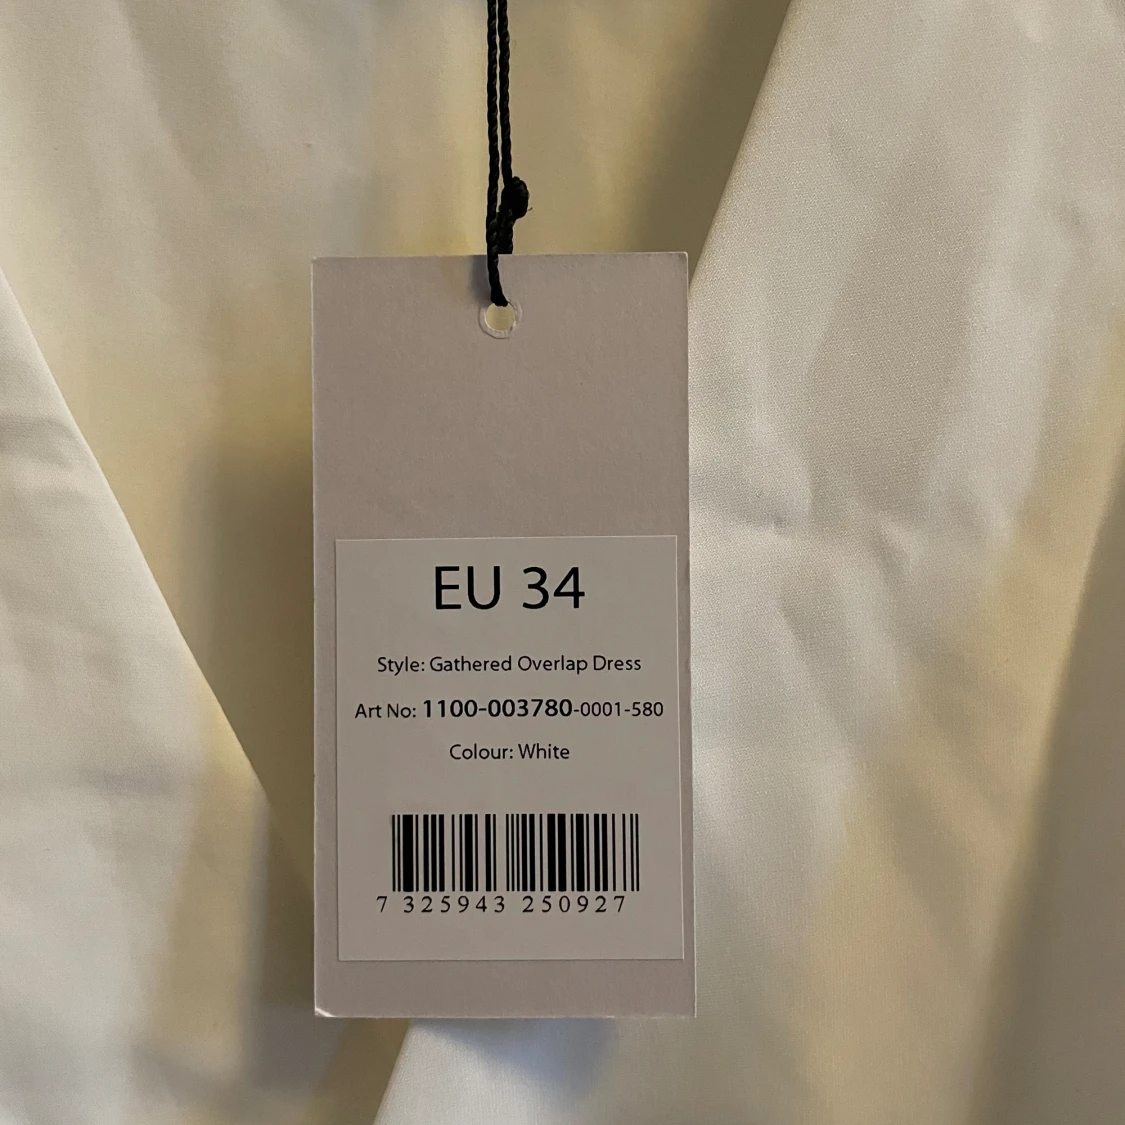 EU 34
Style: Gathered Overlap Dress
Art No: 1100-003780-0001-580
Colour: White
7 325943 250927